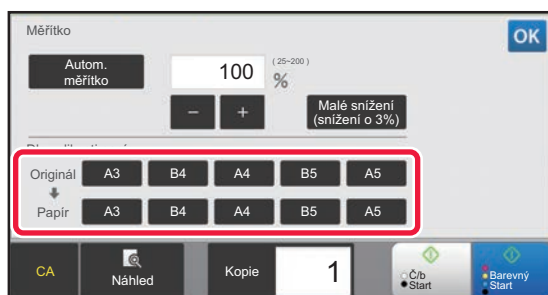 Měřítko
OK
Autom.
měřítko
100
(25~200)
%
−
+
Malé snížení
(snížení o 3%)
Originál
A3
B4
A4
B5
A5
Papír
A3
B4
A4
B5
A5
CA
Náhled
Kopie
1
Č/b
Start
Barevný
Start